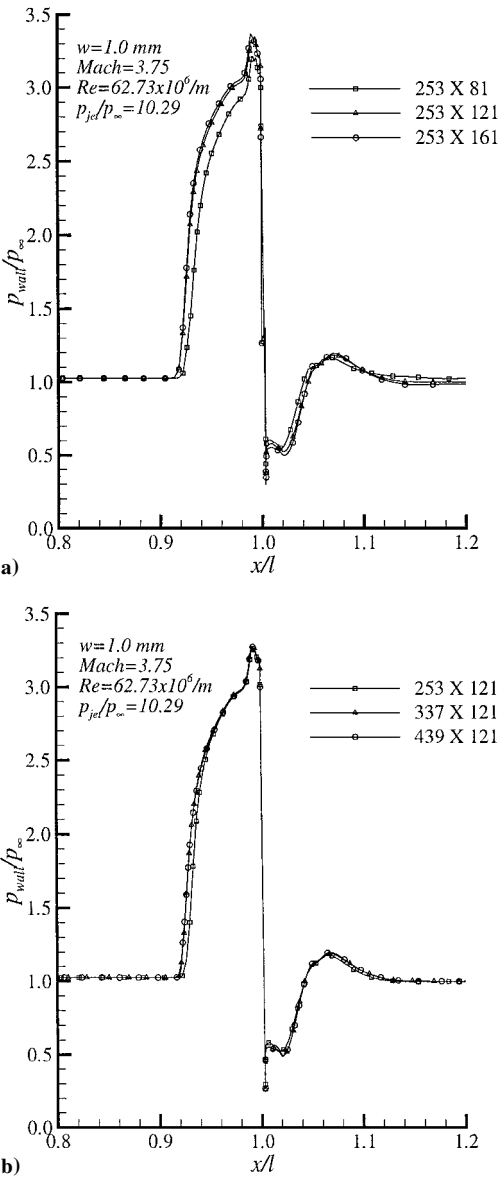 3.5
w=1.0 mm
Mach=3.75
Re=62.73x10⁶/m
p_jet/p_∞=10.29
253 X 81
253 X 121
253 X 161
3.0
2.5
2.0
1.5
1.0
0.5
0.0
p_wall/p_∞
0.8 0.9 1.0 1.1 1.2
x/l
a)
3.5
w=1.0 mm
Mach=3.75
Re=62.73x10⁶/m
p_jet/p_∞=10.29
253 X 121
337 X 121
439 X 121
3.0
2.5
2.0
1.5
1.0
0.5
0.0
p_wall/p_∞
0.8 0.9 1.0 1.1 1.2
x/l
b)